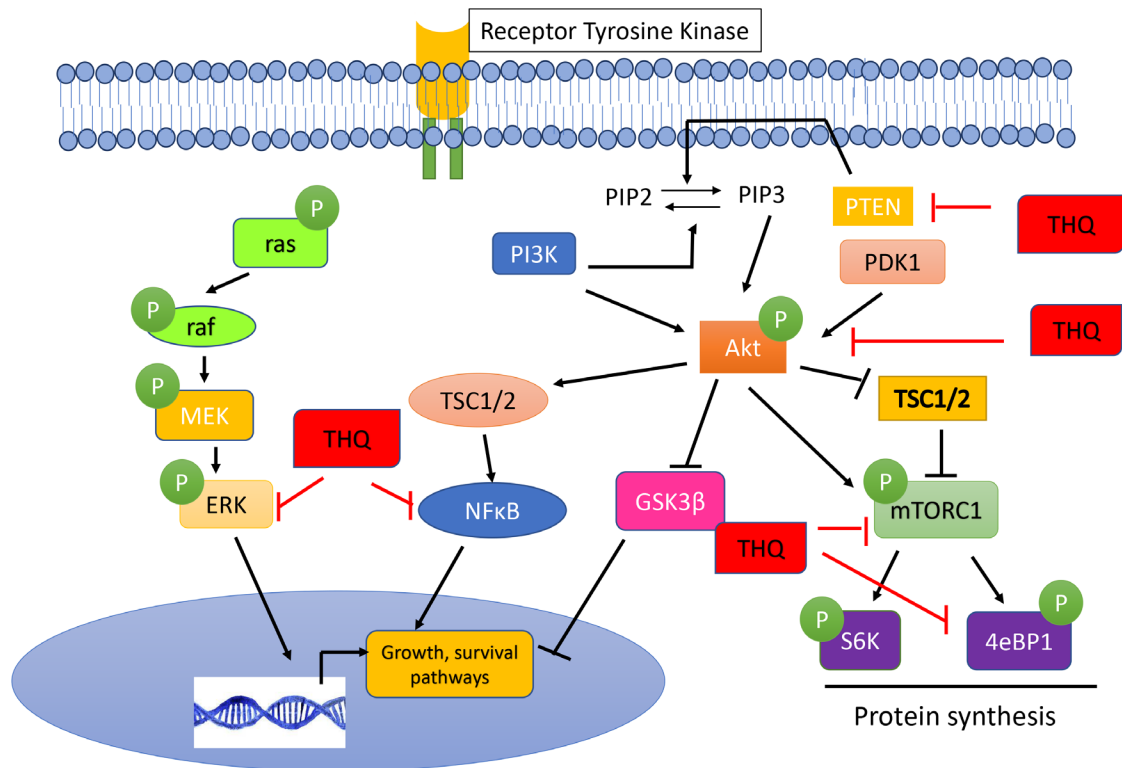 Receptor Tyrosine Kinase
PIP2
PIP3
PTEN
THQ
P
ras
PI3K
PDK1
P
raf
P
Akt
THQ
P
MEK
THQ
TSC1/2
TSC1/2
P
ERK
NFκB
GSK3β
P
mTORC1
THQ
P
S6K
P
4eBP1
Growth, survival
pathways
Protein synthesis